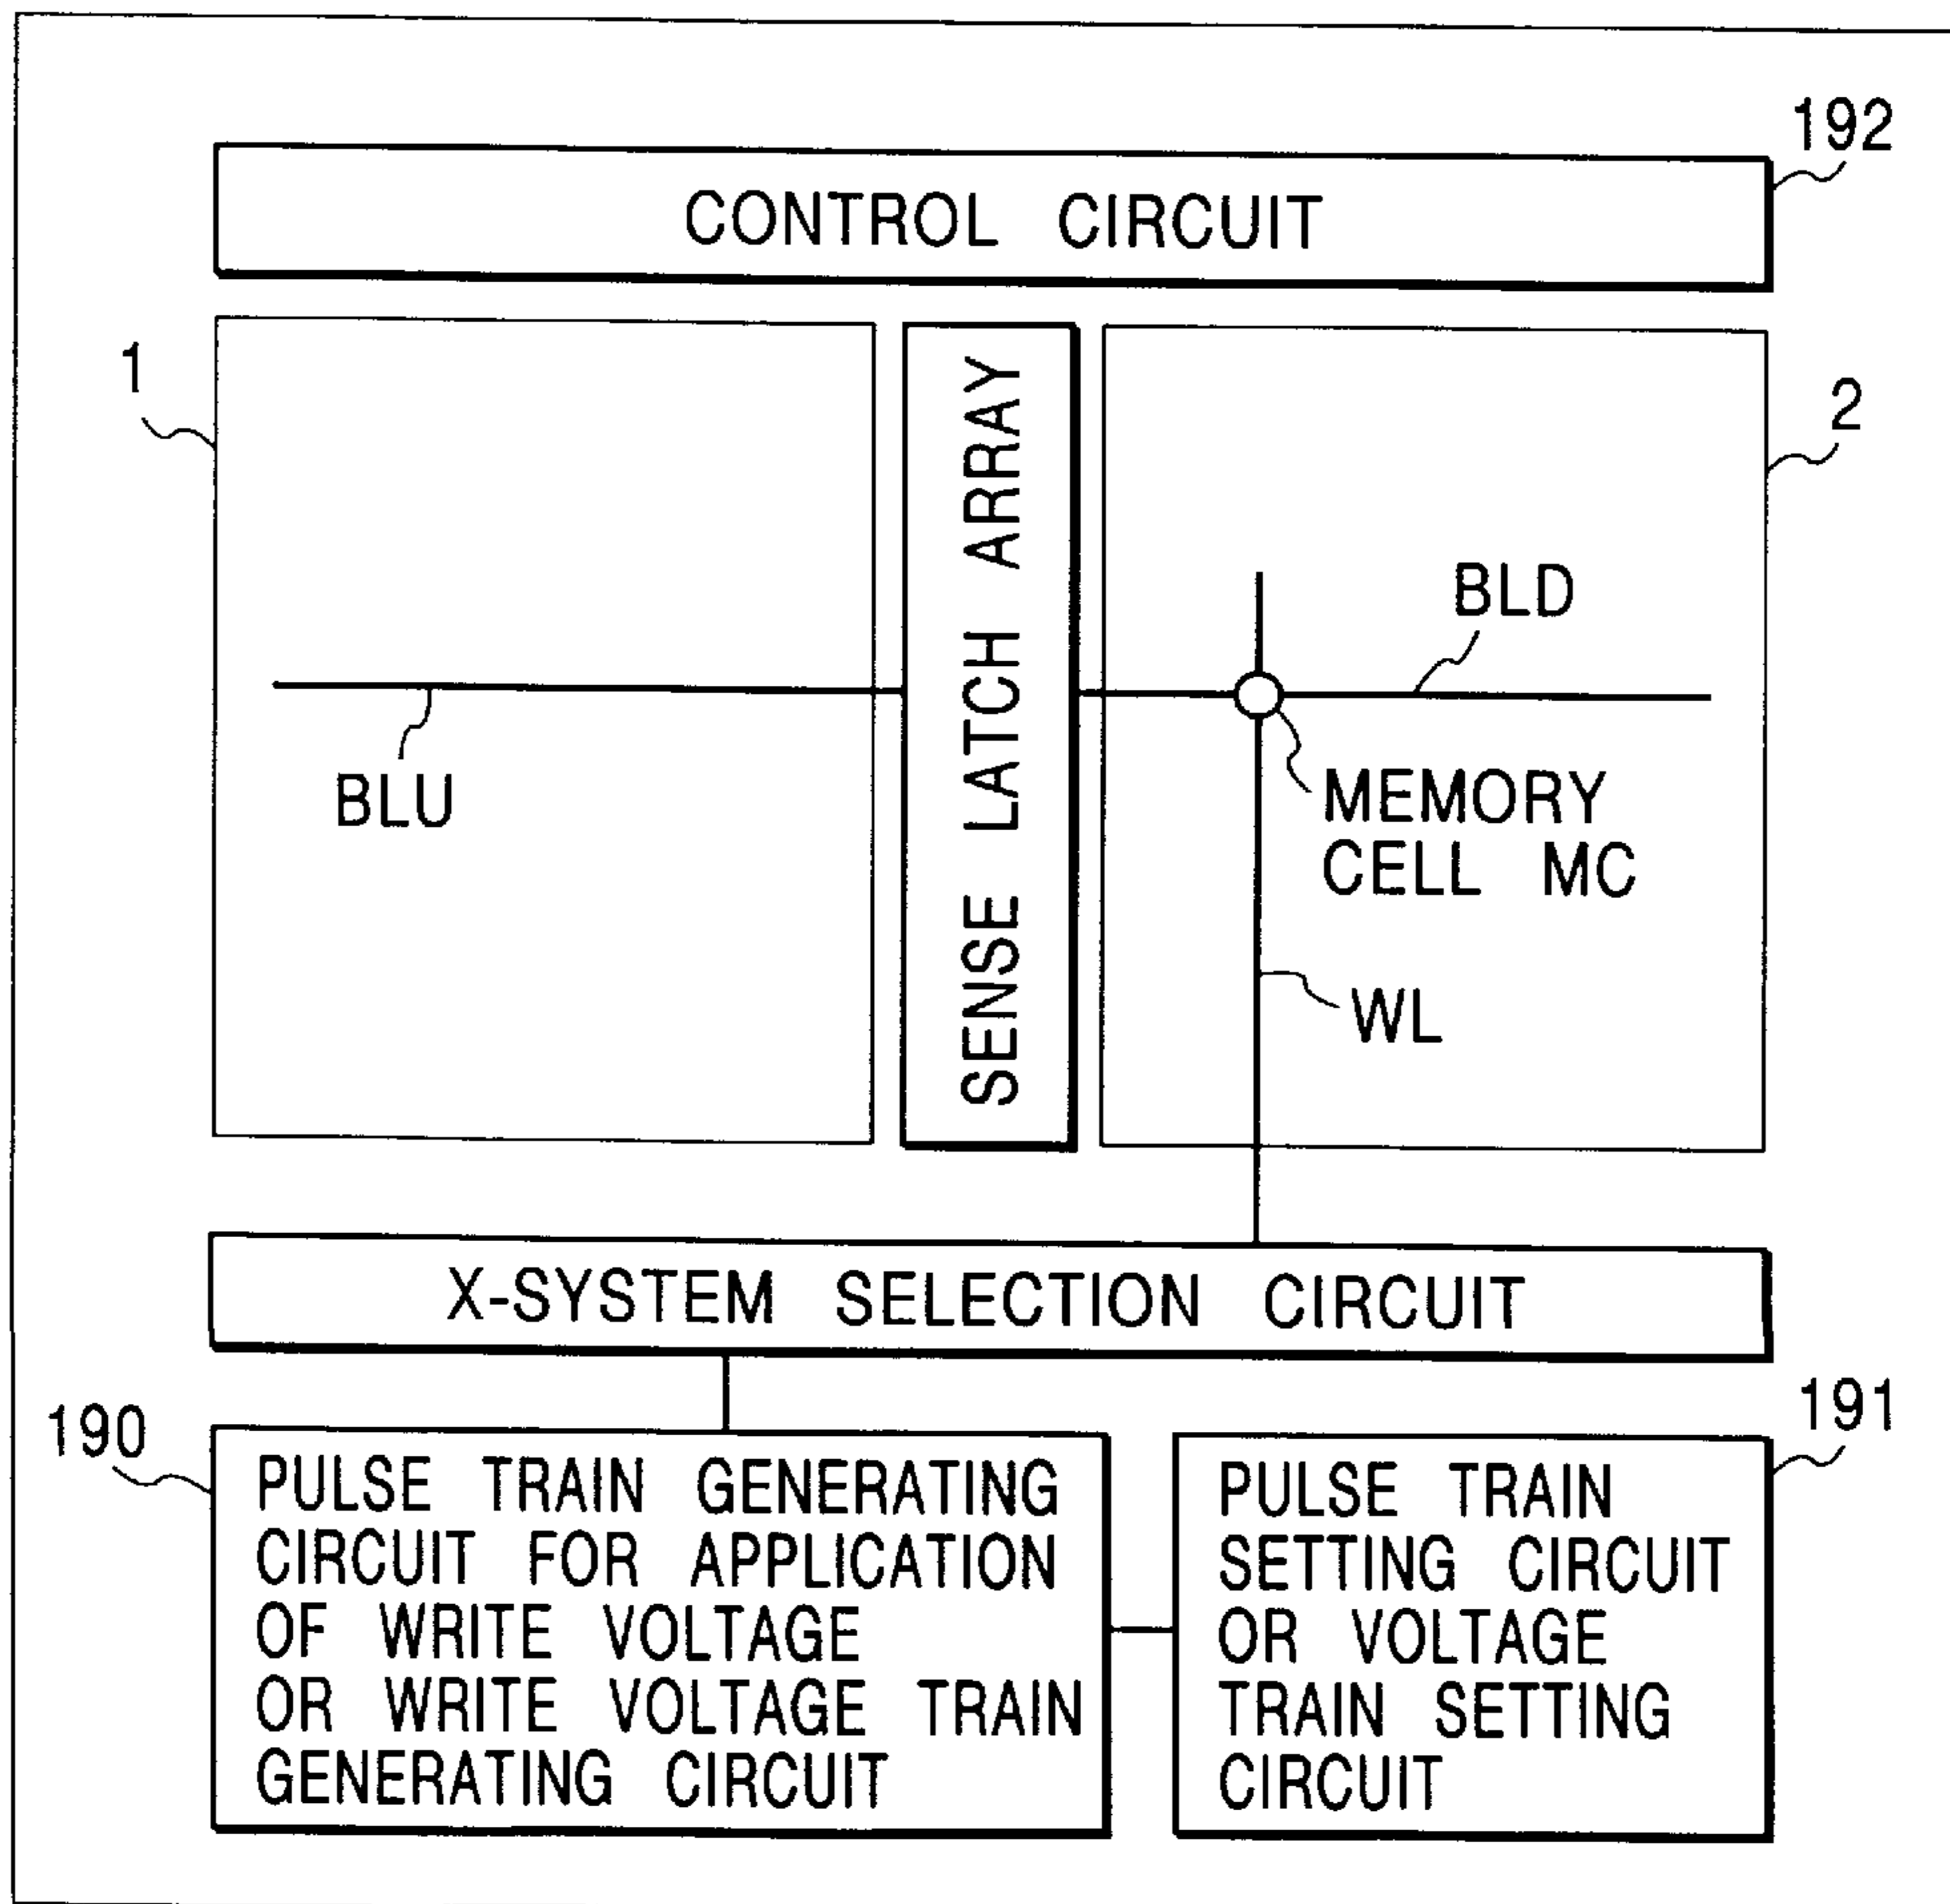 192
CONTROL CIRCUIT
1
SENSE LATCH ARRAY
2
BLD
BLU
MEMORY
CELL MC
WL
X-SYSTEM SELECTION CIRCUIT
190
191
PULSE TRAIN GENERATING
CIRCUIT FOR APPLICATION
OF WRITE VOLTAGE
OR WRITE VOLTAGE TRAIN
GENERATING CIRCUIT
PULSE TRAIN
SETTING CIRCUIT
OR VOLTAGE
TRAIN SETTING
CIRCUIT